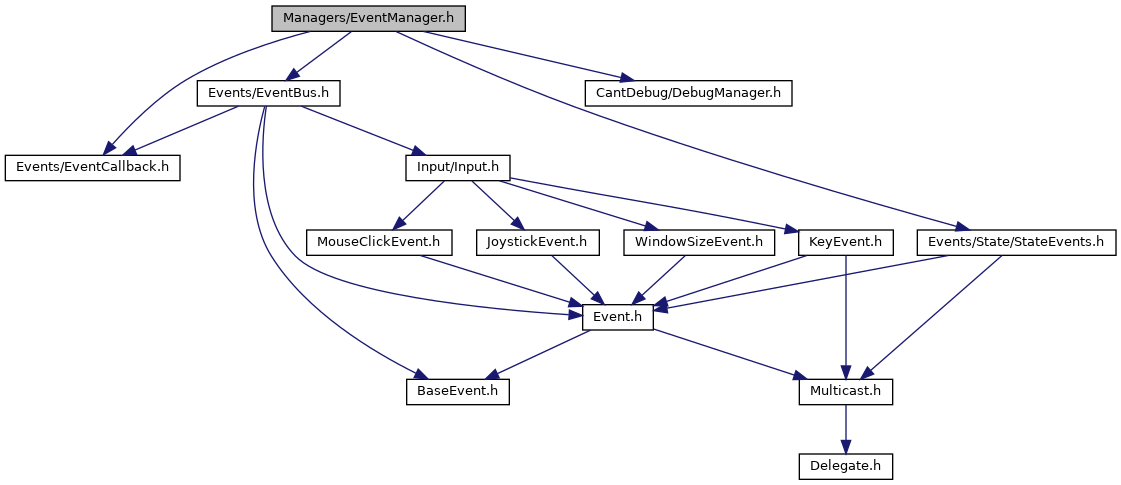 Managers/EventManager.h
Events/EventBus.h
CantDebug/DebugManager.h
Events/EventCallback.h
Input/Input.h
MouseClickEvent.h
JoystickEvent.h
WindowSizeEvent.h
KeyEvent.h
Events/State/StateEvents.h
Event.h
BaseEvent.h
Multicast.h
Delegate.h